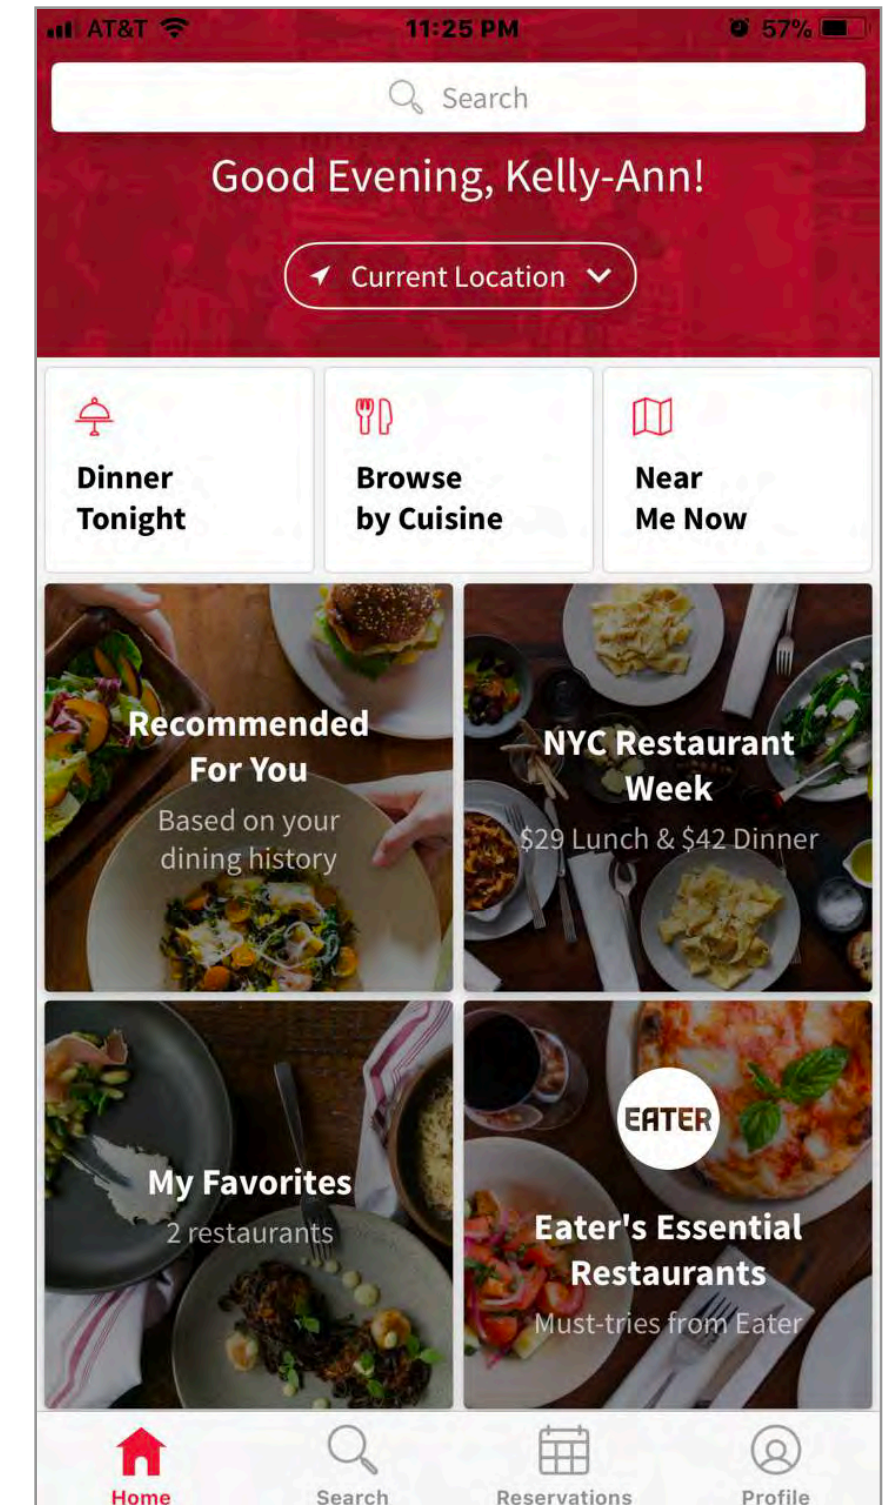 AT&T 11:25 PM 57%
Search
Good Evening, Kelly-Ann!
Current Location
Dinner
Tonight
Browse
by Cuisine
Near
Me Now
Recommended
For You
Based on your
dining history
NYC Restaurant
Week
$29 Lunch & $42 Dinner
My Favorites
2 restaurants
EATER
Eater's Essential
Restaurants
Must-tries from Eater
Home Search Reservations Profile